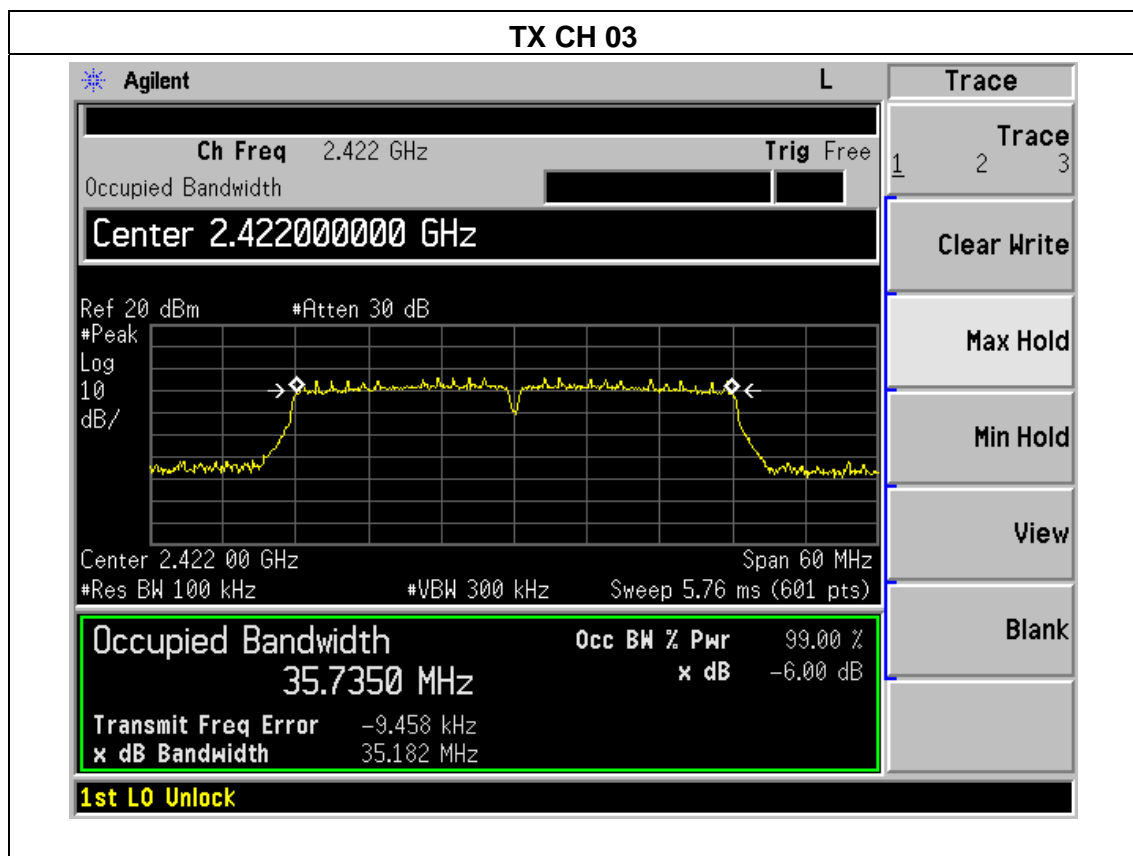 TX CH 03
Agilent L Trace
Ch Freq 2.422 GHz Trig Free
Occupied Bandwidth
Center 2.422000000 GHz
Ref 20 dBm #Atten 30 dB
#Peak
Log
10
dB/
Center 2.422 00 GHz Span 60 MHz
#Res BW 100 kHz #VBW 300 kHz Sweep 5.76 ms (601 pts)
Occupied Bandwidth Occ BW % Pwr 99.00 %
35.7350 MHz x dB -6.00 dB
Transmit Freq Error -9.458 kHz
x dB Bandwidth 35.182 MHz
1st LO Unlock
Trace
1 2 3
Clear Write
Max Hold
Min Hold
View
Blank